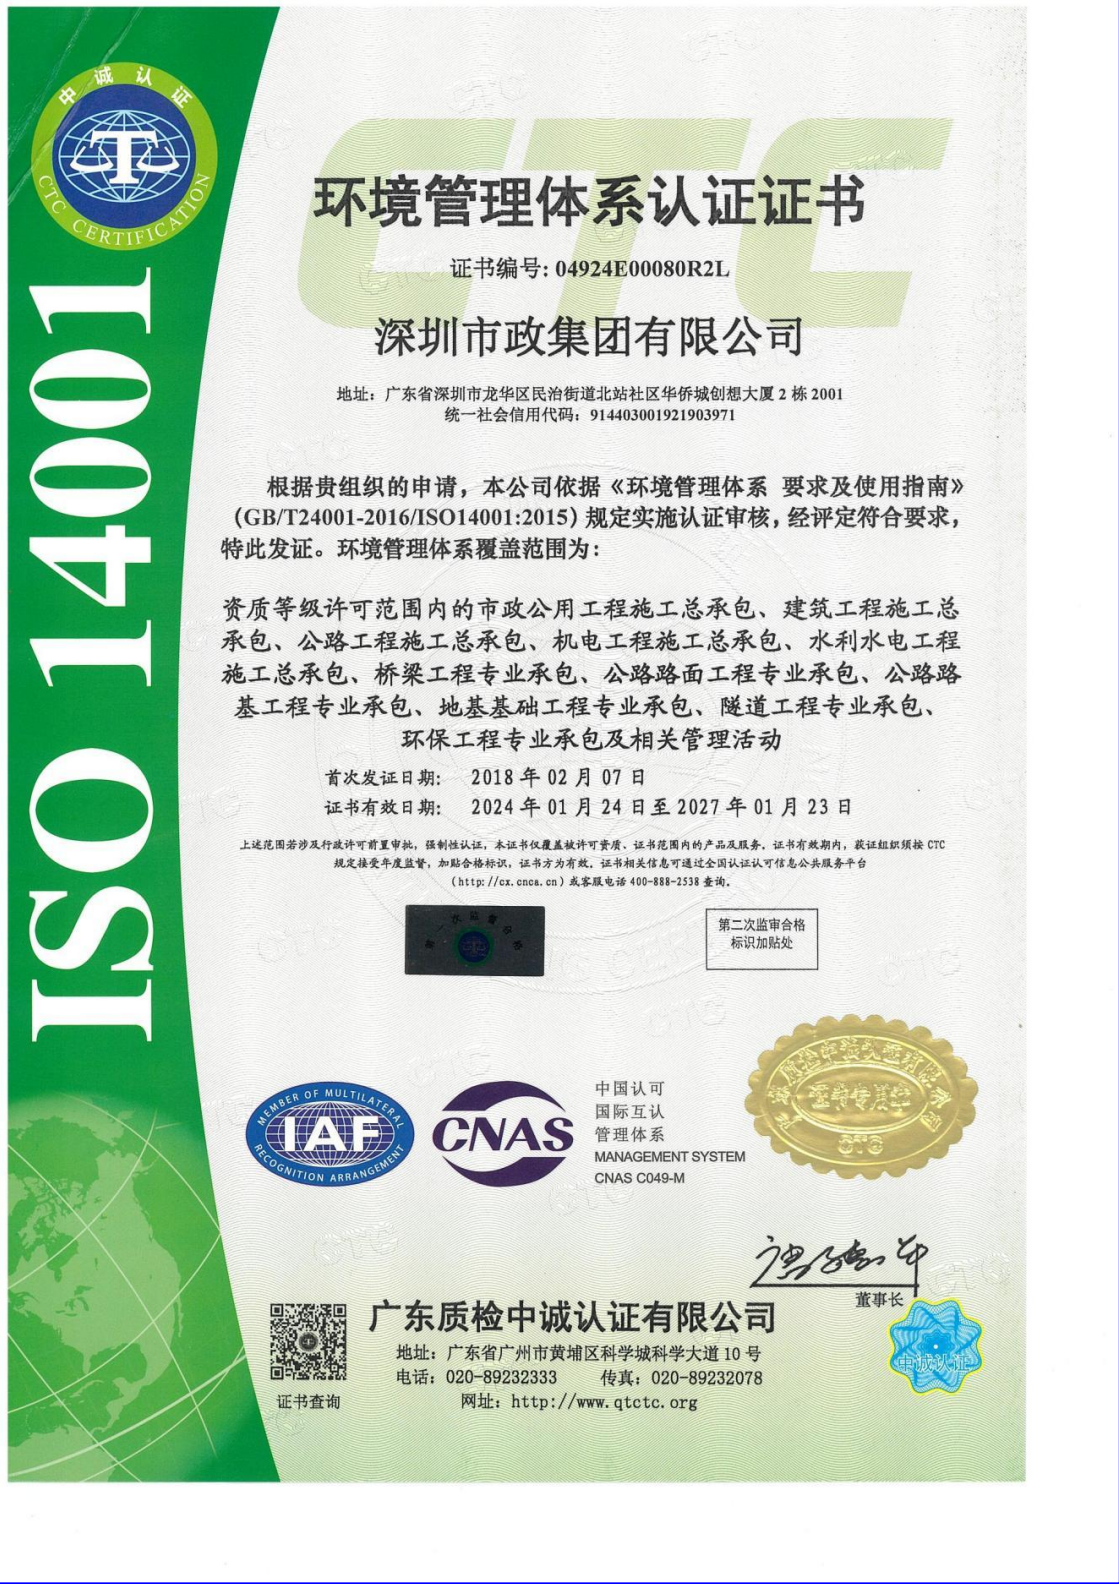 中诚认证
CTC CERTIFICATION
ISO 14001
CTC
环境管理体系认证证书
证书编号: 04924E00080R2L
深圳市政集团有限公司
地址：广东省深圳市龙华区民治街道北站社区华侨城创想大厦 2 栋 2001
统一社会信用代码：914403001921903971
根据贵组织的申请，本公司依据《环境管理体系 要求及使用指南》
（GB/T24001-2016/ISO14001:2015）规定实施认证审核，经评定符合要求，
特此发证。环境管理体系覆盖范围为：
资质等级许可范围内的市政公用工程施工总承包、建筑工程施工总
承包、公路工程施工总承包、机电工程施工总承包、水利水电工程
施工总承包、桥梁工程专业承包、公路路面工程专业承包、公路路
基工程专业承包、地基基础工程专业承包、隧道工程专业承包、
环保工程专业承包及相关管理活动
首次发证日期： 2018 年 02 月 07 日
证书有效日期： 2024 年 01 月 24 日至 2027 年 01 月 23 日
上述范围若涉及行政许可前置审批，强制性认证，本证书仅覆盖被许可资质、证书范围内的产品及服务。证书有效期内，获证组织须按 CTC
规定接受年度监督，加贴合格标识，证书方为有效。证书相关信息可通过全国认证认可信息公共服务平台
（http://cx.cnca.cn）或客服电话 400-888-2538 查询。
第二次监审合格
标识加贴处
MEMBER OF MULTILATERAL
IAF
RECOGNITION ARRANGEMENT
CNAS
中国认可
国际互认
管理体系
MANAGEMENT SYSTEM
CNAS C049-M
CTC
董事长
中诚认证
证书查询
广东质检中诚认证有限公司
地址：广东省广州市黄埔区科学城科学大道 10 号
电话：020-89232333 传真：020-89232078
网址：http://www.qtctc.org